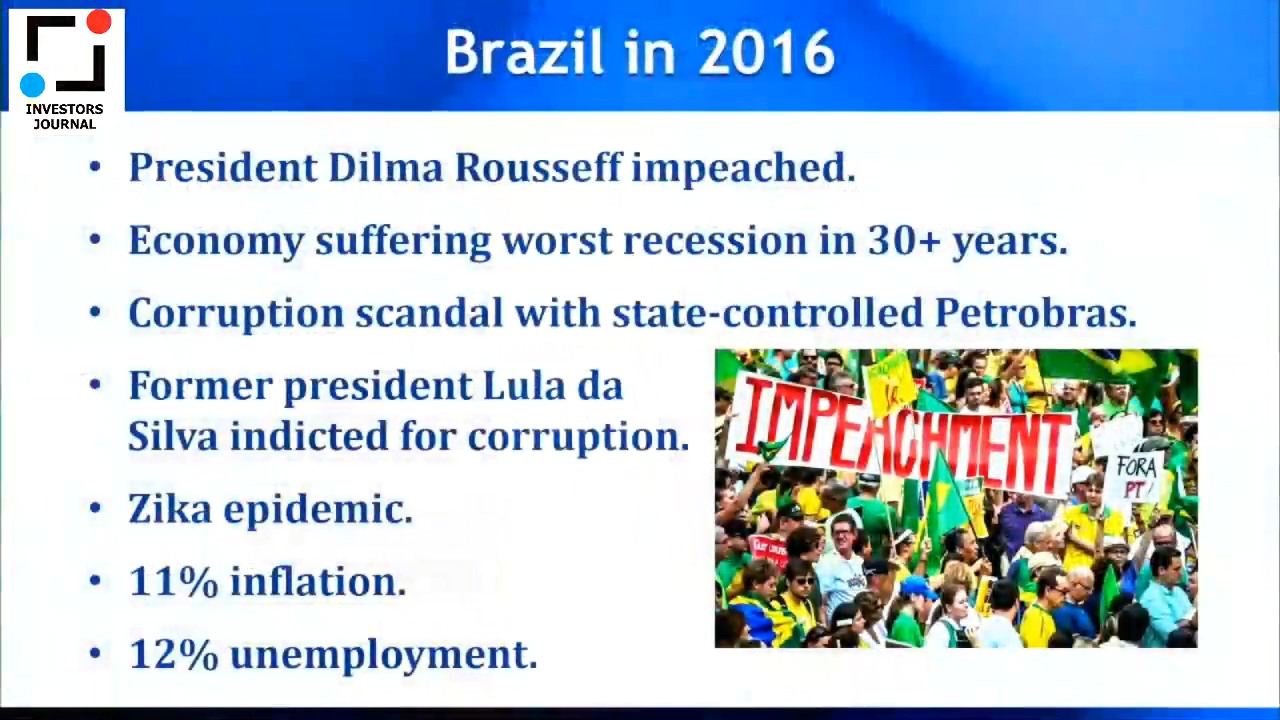 INVESTORS
JOURNAL
Brazil in 2016
• President Dilma Rousseff impeached.
• Economy suffering worst recession in 30+ years.
• Corruption scandal with state-controlled Petrobras.
• Former president Lula da
Silva indicted for corruption.
• Zika epidemic.
• 11% inflation.
• 12% unemployment.
IMPEACHMENT
FORA
PT!